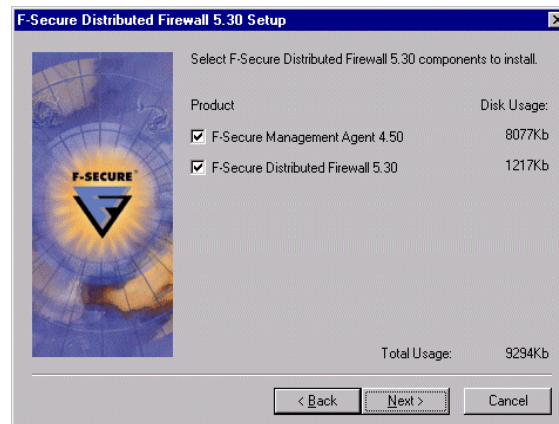 F-Secure Distributed Firewall 5.30 Setup
Select F-Secure Distributed Firewall 5.30 components to install.
Product Disk Usage:
F-Secure Management Agent 4.50 8077Kb
F-Secure Distributed Firewall 5.30 1217Kb
F-SECURE®
Total Usage: 9294Kb
< Back Next > Cancel